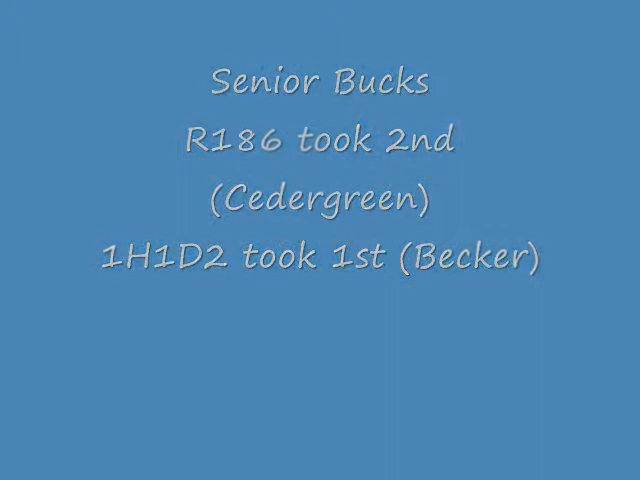 Senior Bucks
R186 took 2nd
(Cedergreen)
1H1D2 took 1st (Becker)